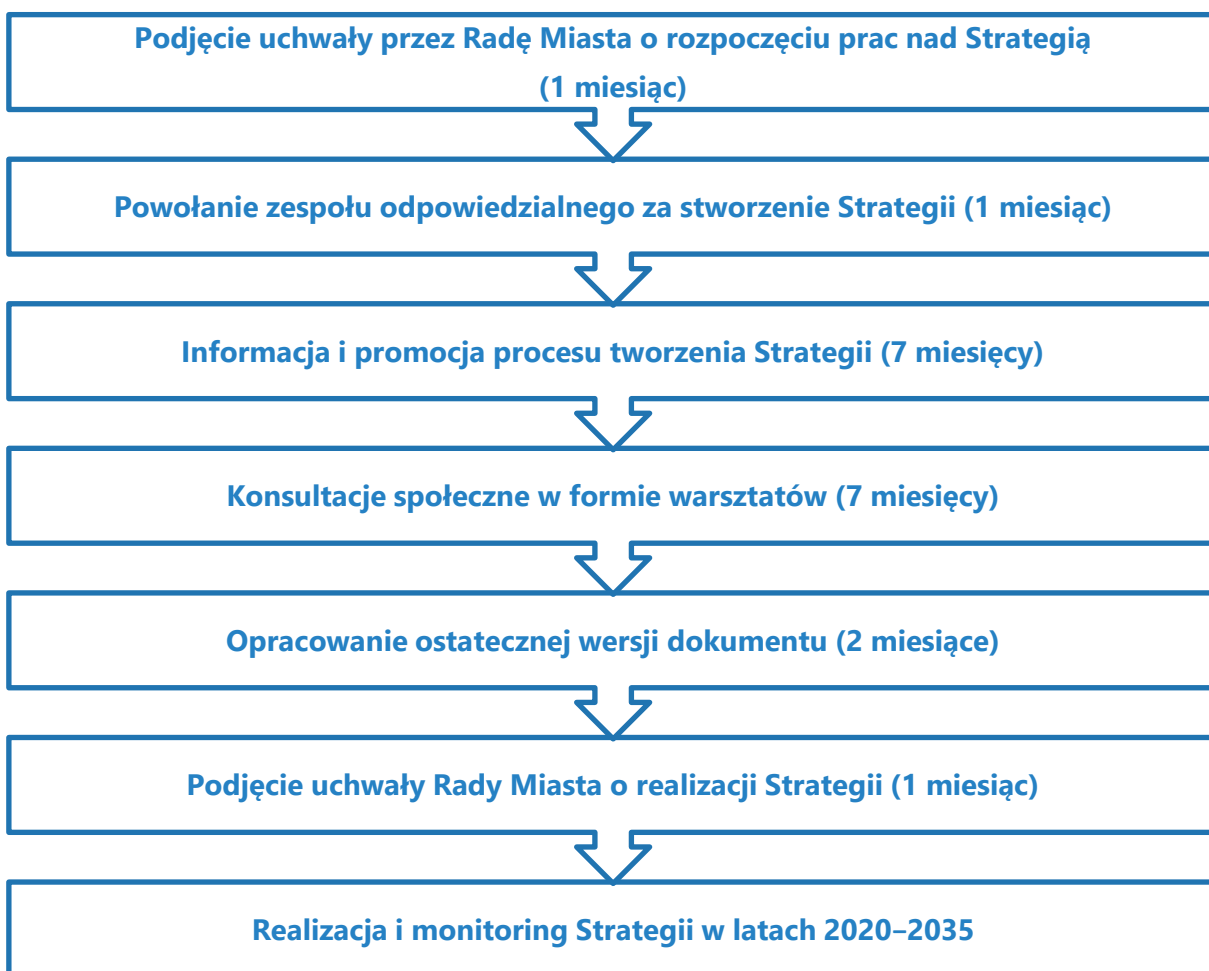 Podjęcie uchwały przez Radę Miasta o rozpoczęciu prac nad Strategią
(1 miesiąc)
Powołanie zespołu odpowiedzialnego za stworzenie Strategii (1 miesiąc)
Informacja i promocja procesu tworzenia Strategii (7 miesięcy)
Konsultacje społeczne w formie warsztatów (7 miesięcy)
Opracowanie ostatecznej wersji dokumentu (2 miesiące)
Podjęcie uchwały Rady Miasta o realizacji Strategii (1 miesiąc)
Realizacja i monitoring Strategii w latach 2020–2035